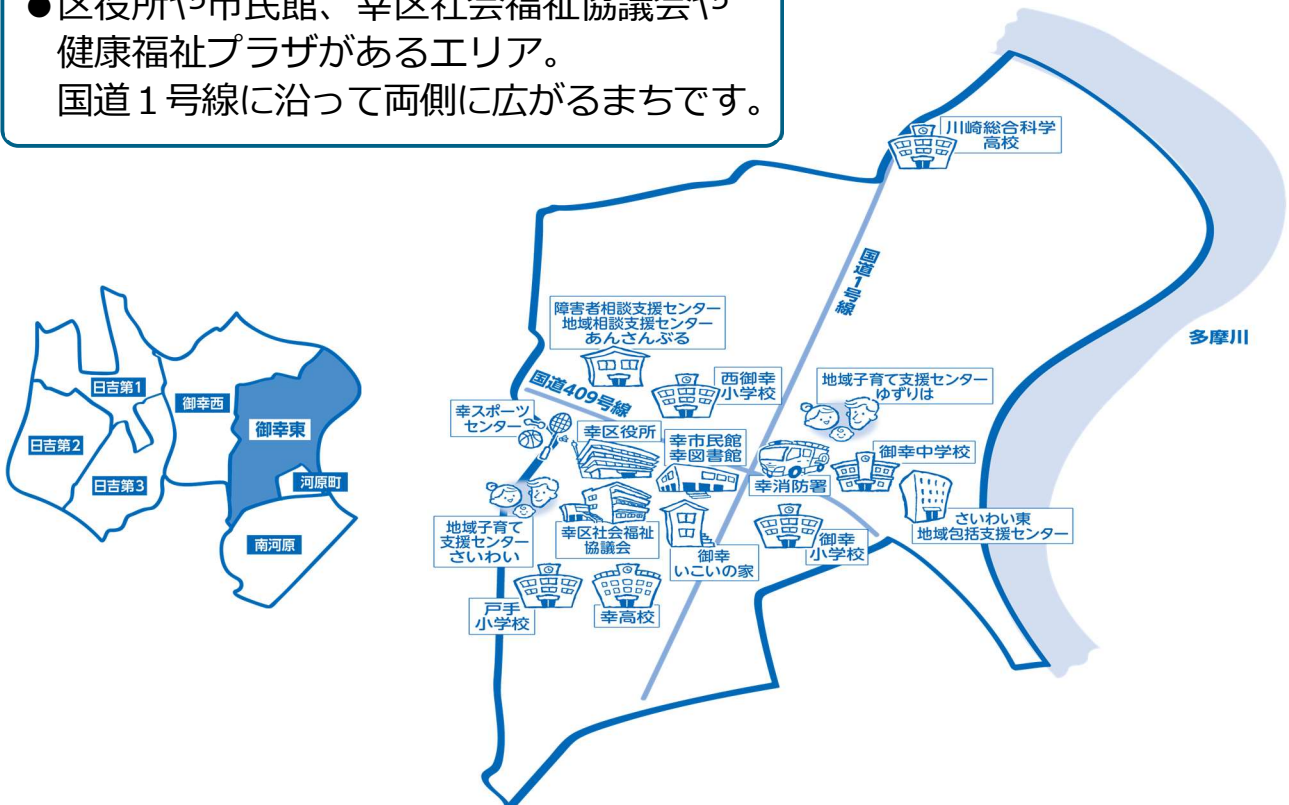 ●区役所や市民館、幸区社会福祉協議会や
健康福祉プラザがあるエリア。
国道１号線に沿って両側に広がるまちです。
川崎総合科学
高校
国道1号線
多摩川
障害者相談支援センター
地域相談支援センター
あんさんぶる
国道409号線
西御幸
小学校
地域子育て支援センター
ゆずりは
幸スポーツ
センター
幸区役所
幸市民館
幸図書館
幸消防署
御幸中学校
さいわい東
地域包括支援センター
地域子育て
支援センター
さいわい
幸区社会福祉
協議会
御幸
いこいの家
御幸
小学校
戸手
小学校
幸高校
日吉第1
御幸西
御幸東
日吉第2
日吉第3
河原町
南河原